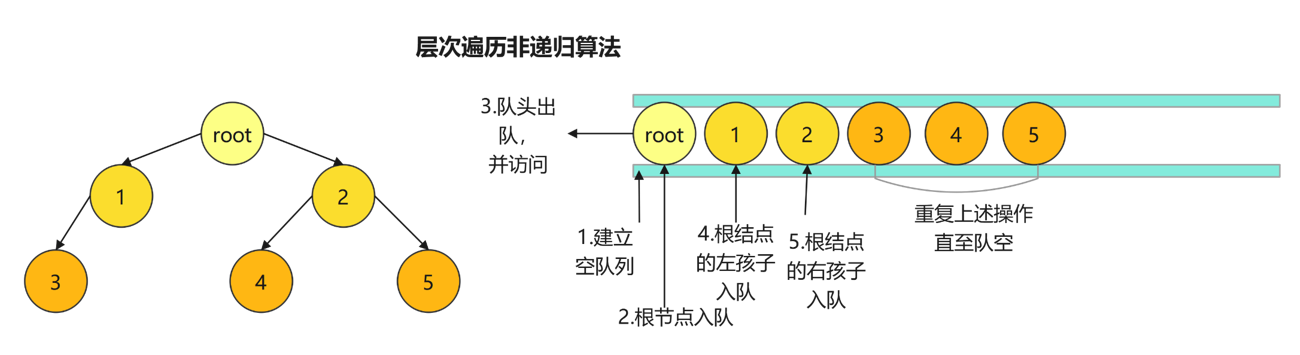 层次遍历非递归算法
root
1
2
3
4
5
3.队头出
队，
并访问
root
1
2
3
4
5
1.建立
空队列
2.根节点入队
4.根结点
的左孩子
入队
5.根结点
的右孩子
入队
重复上述操作
直至队空